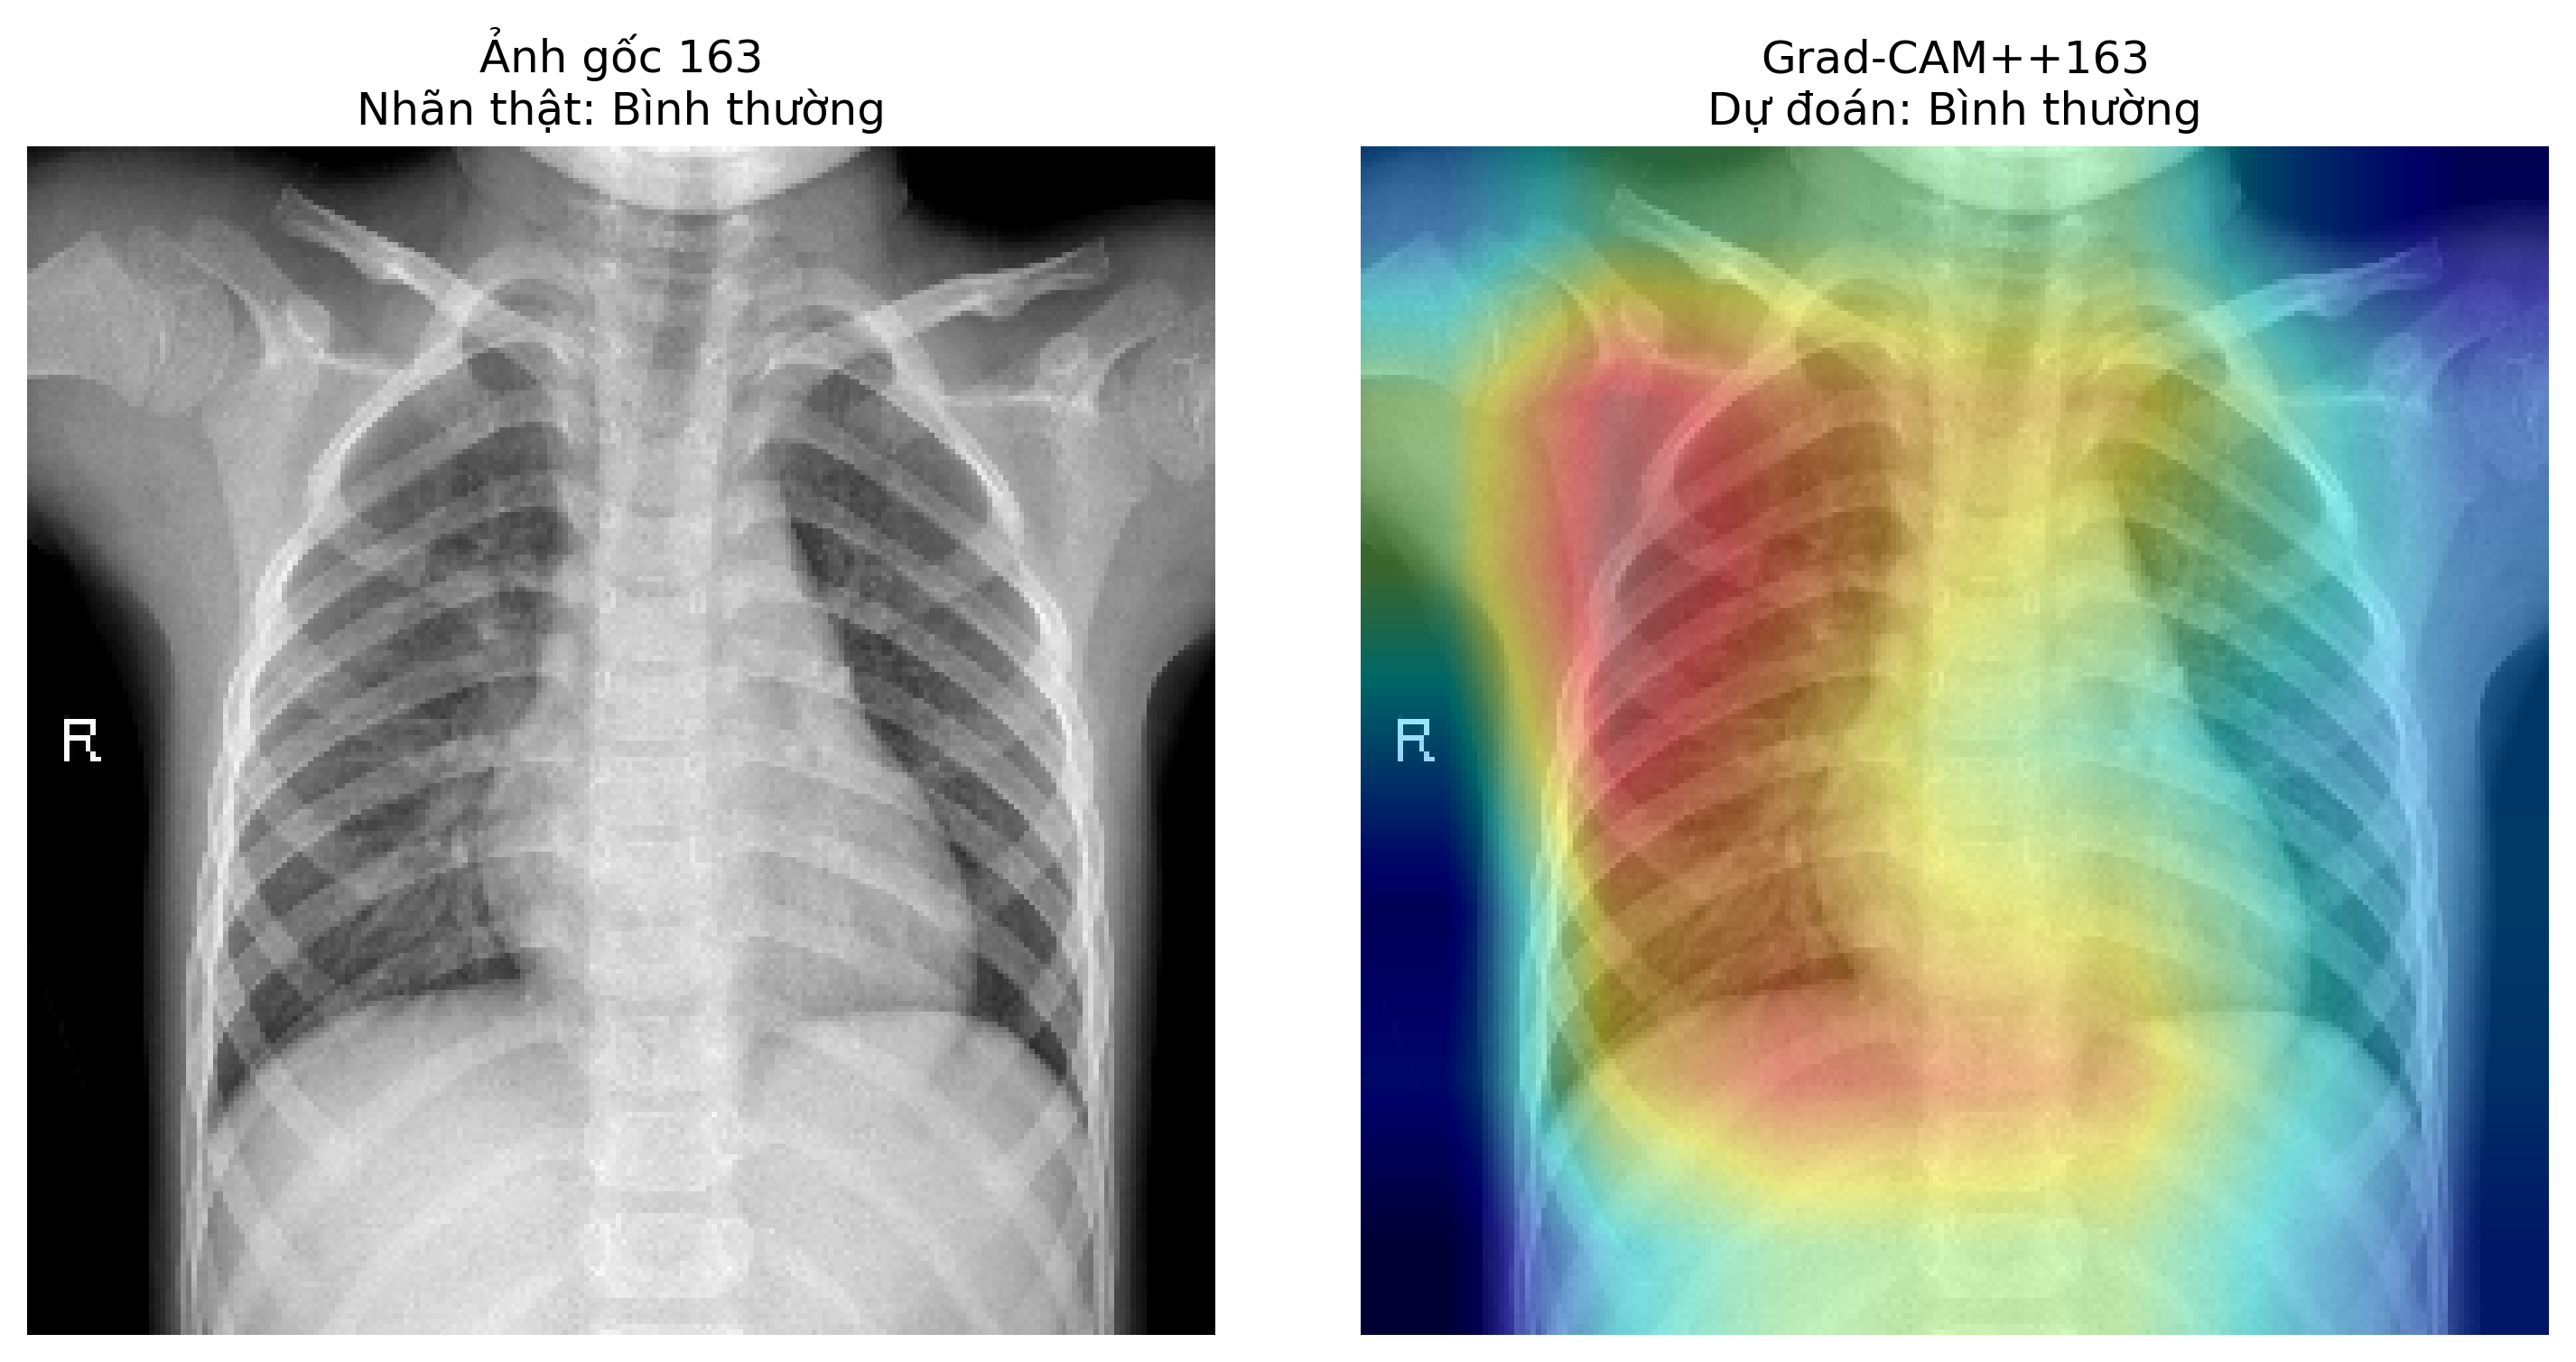 Ảnh gốc 163
Nhãn thật: Bình thường
Grad-CAM++163
Dự đoán: Bình thường
R
R